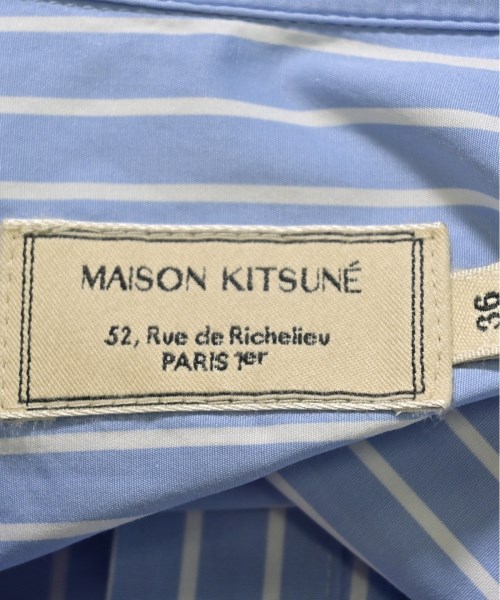 MAISON KITSUNÉ
52, Rue de Richelieu
PARIS 1er
36